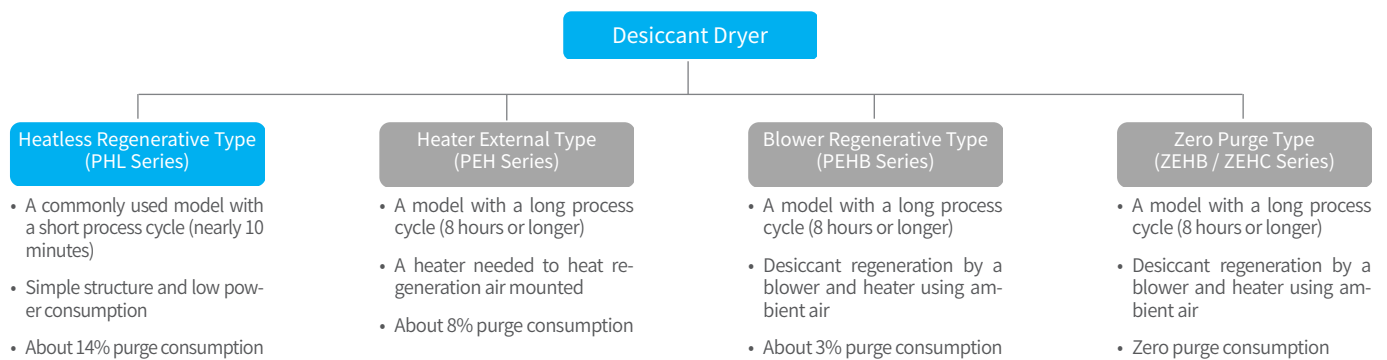 Desiccant Dryer
Heatless Regenerative Type
(PHL Series)
• A commonly used model with
a short process cycle (nearly 10
minutes)
• Simple structure and low pow-
er consumption
• About 14% purge consumption
Heater External Type
(PEH Series)
• A model with a long process
cycle (8 hours or longer)
• A heater needed to heat re-
generation air mounted
• About 8% purge consumption
Blower Regenerative Type
(PEHB Series)
• A model with a long process
cycle (8 hours or longer)
• Desiccant regeneration by a
blower and heater using am-
bient air
• About 3% purge consumption
Zero Purge Type
(ZEHB / ZEHC Series)
• A model with a long process
cycle (8 hours or longer)
• Desiccant regeneration by a
blower and heater using am-
bient air
• Zero purge consumption